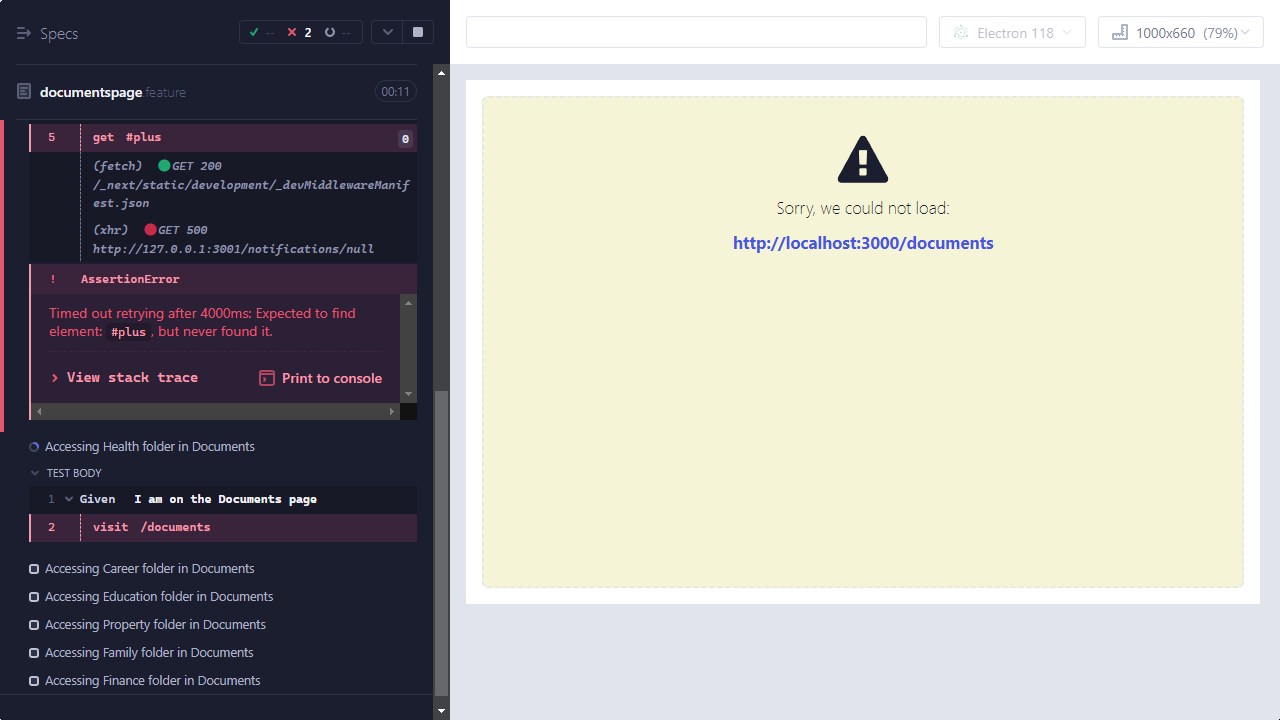 Specs
-- 2 --
documentspage feature
00:11
5 get #plus 0
(fetch) GET 200
/_next/static/development/_devMiddlewareManif
est.json
(xhr) GET 500
http://127.0.0.1:3001/notifications/null
! AssertionError
Timed out retrying after 4000ms: Expected to find
element: #plus, but never found it.
View stack trace
Print to console
Accessing Health folder in Documents
TEST BODY
1 Given I am on the Documents page
2 visit /documents
Accessing Career folder in Documents
Accessing Education folder in Documents
Accessing Property folder in Documents
Accessing Family folder in Documents
Accessing Finance folder in Documents
Electron 118
1000x660 (79%)
Sorry, we could not load:
http://localhost:3000/documents